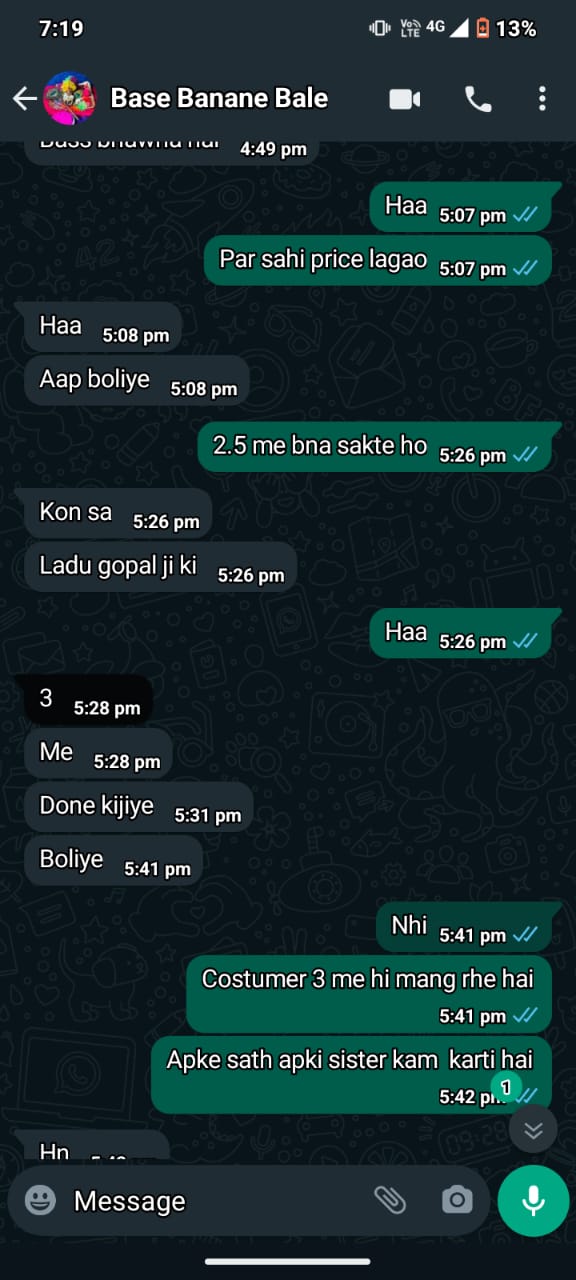 7:19
Vo LTE 4G 13%
Base Banane Bale
Bass bhawna hai 4:49 pm
Haa 5:07 pm
Par sahi price lagao 5:07 pm
Haa 5:08 pm
Aap boliye 5:08 pm
2.5 me bna sakte ho 5:26 pm
Kon sa 5:26 pm
Ladu gopal ji ki 5:26 pm
Haa 5:26 pm
3 5:28 pm
Me 5:28 pm
Done kijiye 5:31 pm
Boliye 5:41 pm
Nhi 5:41 pm
Costumer 3 me hi mang rhe hai
5:41 pm
Apke sath apki sister kam karti hai
1
5:42
Hn
Message